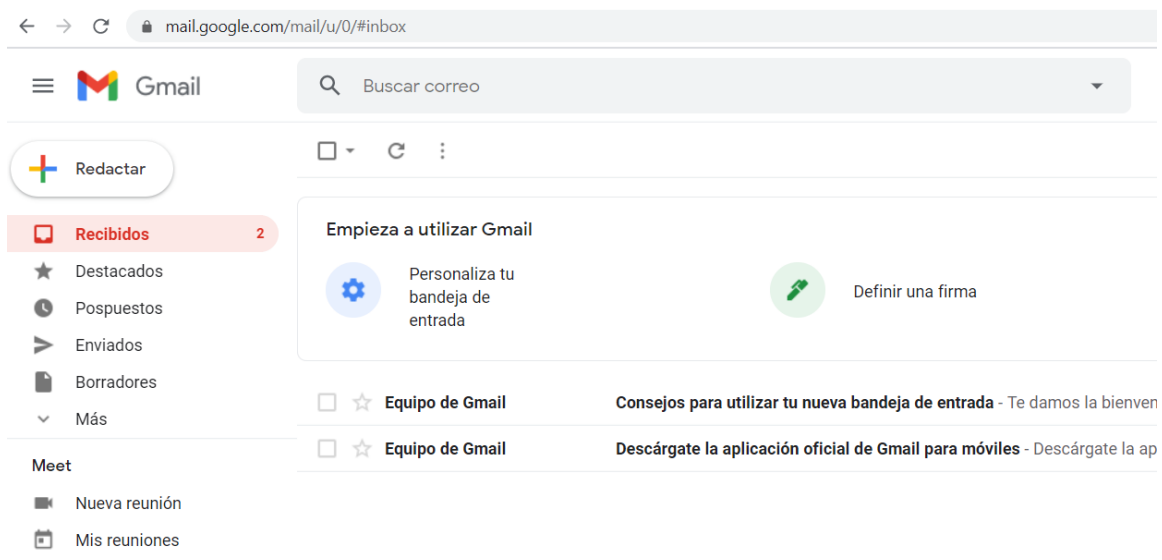 mail.google.com/mail/u/0/#inbox
Gmail
Buscar correo
Redactar
Recibidos 2
Destacados
Pospuestos
Enviados
Borradores
Más
Meet
Nueva reunión
Mis reuniones
Empieza a utilizar Gmail
Personaliza tu
bandeja de
entrada
Definir una firma
Equipo de Gmail Consejos para utilizar tu nueva bandeja de entrada - Te damos la
Equipo de Gmail Descárgate la aplicación oficial de Gmail para móviles - Descárgate la